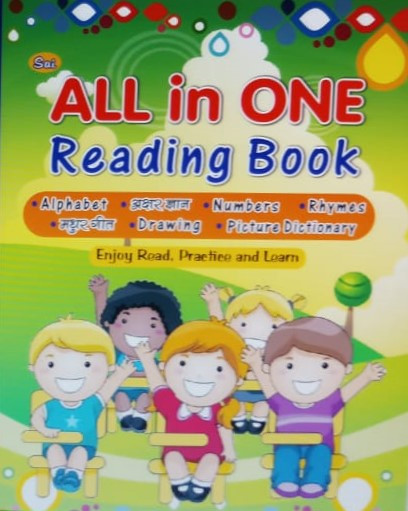 Sai
ALL in ONE
Reading Book
• Alphabet • अक्षर ज्ञान • Numbers • Rhymes
• मधुर गीत • Drawing • Picture Dictionary
Enjoy Read, Practice and Learn